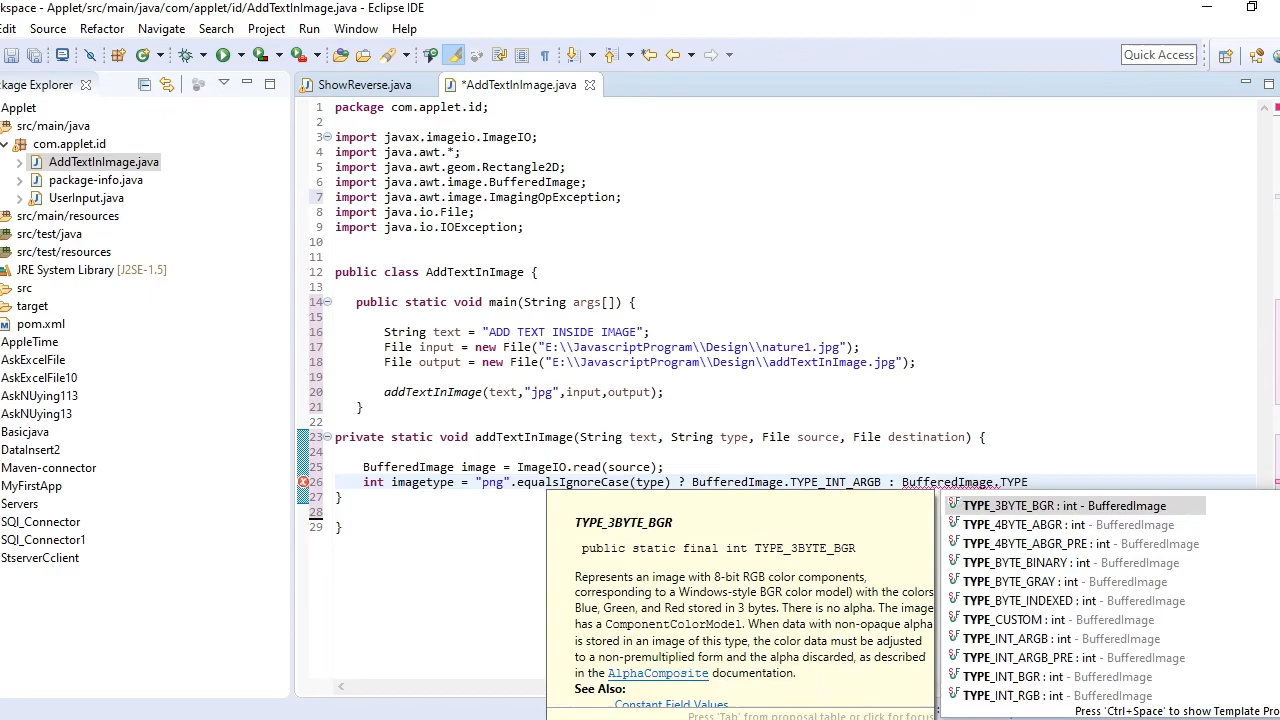 kspace - Applet/src/main/java/com/applet/id/AddTextInImage.java - Eclipse IDE
Edit Source Refactor Navigate Search Project Run Window Help
Quick Access
ckage Explorer
ShowReverse.java
*AddTextInImage.java
Applet
src/main/java
com.applet.id
AddTextInImage.java
package-info.java
UserInput.java
src/main/resources
src/test/java
src/test/resources
JRE System Library [J2SE-1.5]
src
target
pom.xml
AppleTime
AskExcelFile
AskExcelFile10
AskNUying113
AskNUying13
Basicjava
DataInsert2
Maven-connector
MyFirstApp
Servers
SQl_Connector
SQl_Connector1
StserverCclient
1 package com.applet.id;
2
3 import javax.imageio.ImageIO;
4 import java.awt.*;
5 import java.awt.geom.Rectangle2D;
6 import java.awt.image.BufferedImage;
7 import java.awt.image.ImagingOpException;
8 import java.io.File;
9 import java.io.IOException;
10
11
12 public class AddTextInImage {
13
14 public static void main(String args[]) {
15
16 String text = "ADD TEXT INSIDE IMAGE";
17 File input = new File("E:\\JavascriptProgram\\Design\\nature1.jpg");
18 File output = new File("E:\\JavascriptProgram\\Design\\addTextInImage.jpg");
19
20 addTextInImage(text,"jpg",input,output);
21 }
22
23 private static void addTextInImage(String text, String type, File source, File destination) {
24
25 BufferedImage image = ImageIO.read(source);
26 int imagetype = "png".equalsIgnoreCase(type) ? BufferedImage.TYPE_INT_ARGB : BufferedImage.TYPE
27 }
28
29 }
TYPE_3BYTE_BGR
public static final int TYPE_3BYTE_BGR
Represents an image with 8-bit RGB color components,
corresponding to a Windows-style BGR color model) with the colors
Blue, Green, and Red stored in 3 bytes. There is no alpha. The image
has a ComponentColorModel. When data with non-opaque alpha
is stored in an image of this type, the color data must be adjusted
to a non-premultiplied form and the alpha discarded, as described
in the AlphaComposite documentation.
See Also:
Constant Field Values
Press 'Tab' from proposal table or click for focus
TYPE_3BYTE_BGR : int - BufferedImage
TYPE_4BYTE_ABGR : int - BufferedImage
TYPE_4BYTE_ABGR_PRE : int - BufferedImage
TYPE_BYTE_BINARY : int - BufferedImage
TYPE_BYTE_GRAY : int - BufferedImage
TYPE_BYTE_INDEXED : int - BufferedImage
TYPE_CUSTOM : int - BufferedImage
TYPE_INT_ARGB : int - BufferedImage
TYPE_INT_ARGB_PRE : int - BufferedImage
TYPE_INT_BGR : int - BufferedImage
TYPE_INT_RGB : int - BufferedImage
Press 'Ctrl+Space' to show Template Pro